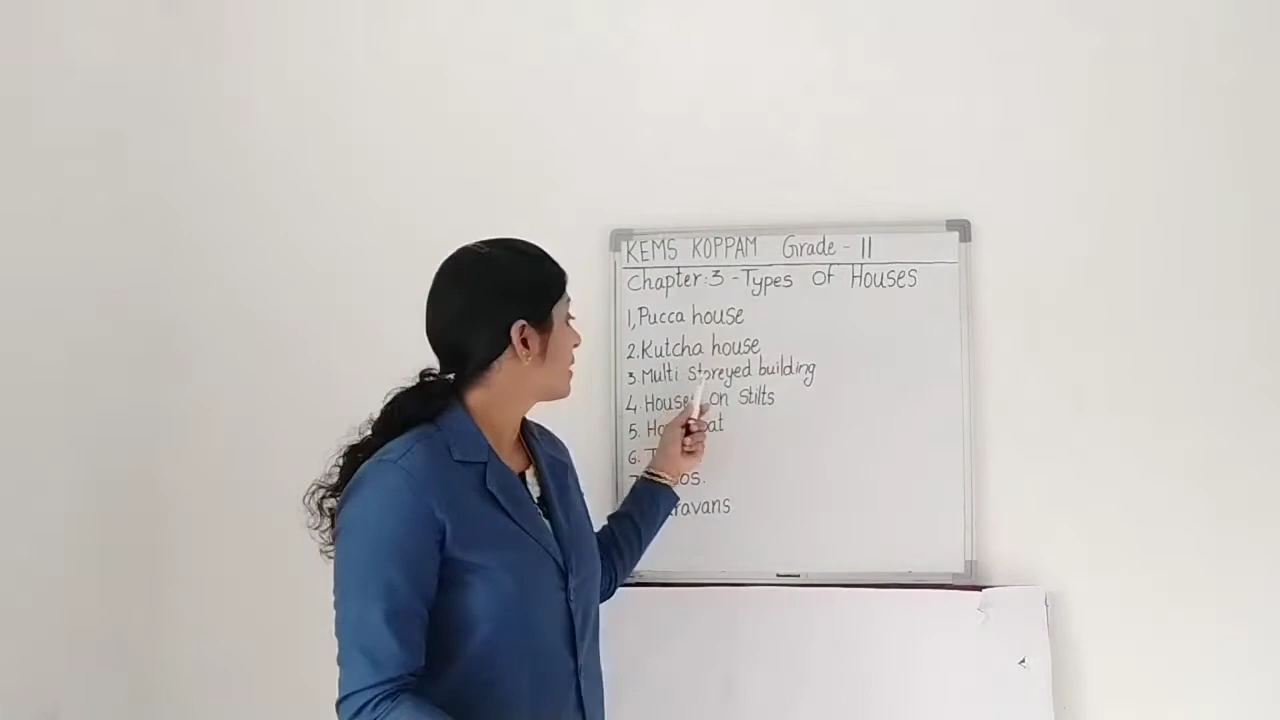 KEMS KOPPAM Grade - II
Chapter:3 - Types of Houses
1, Pucca house
2. Kutcha house
3. Multi storeyed building
4. Houses on Stilts
5.
6.